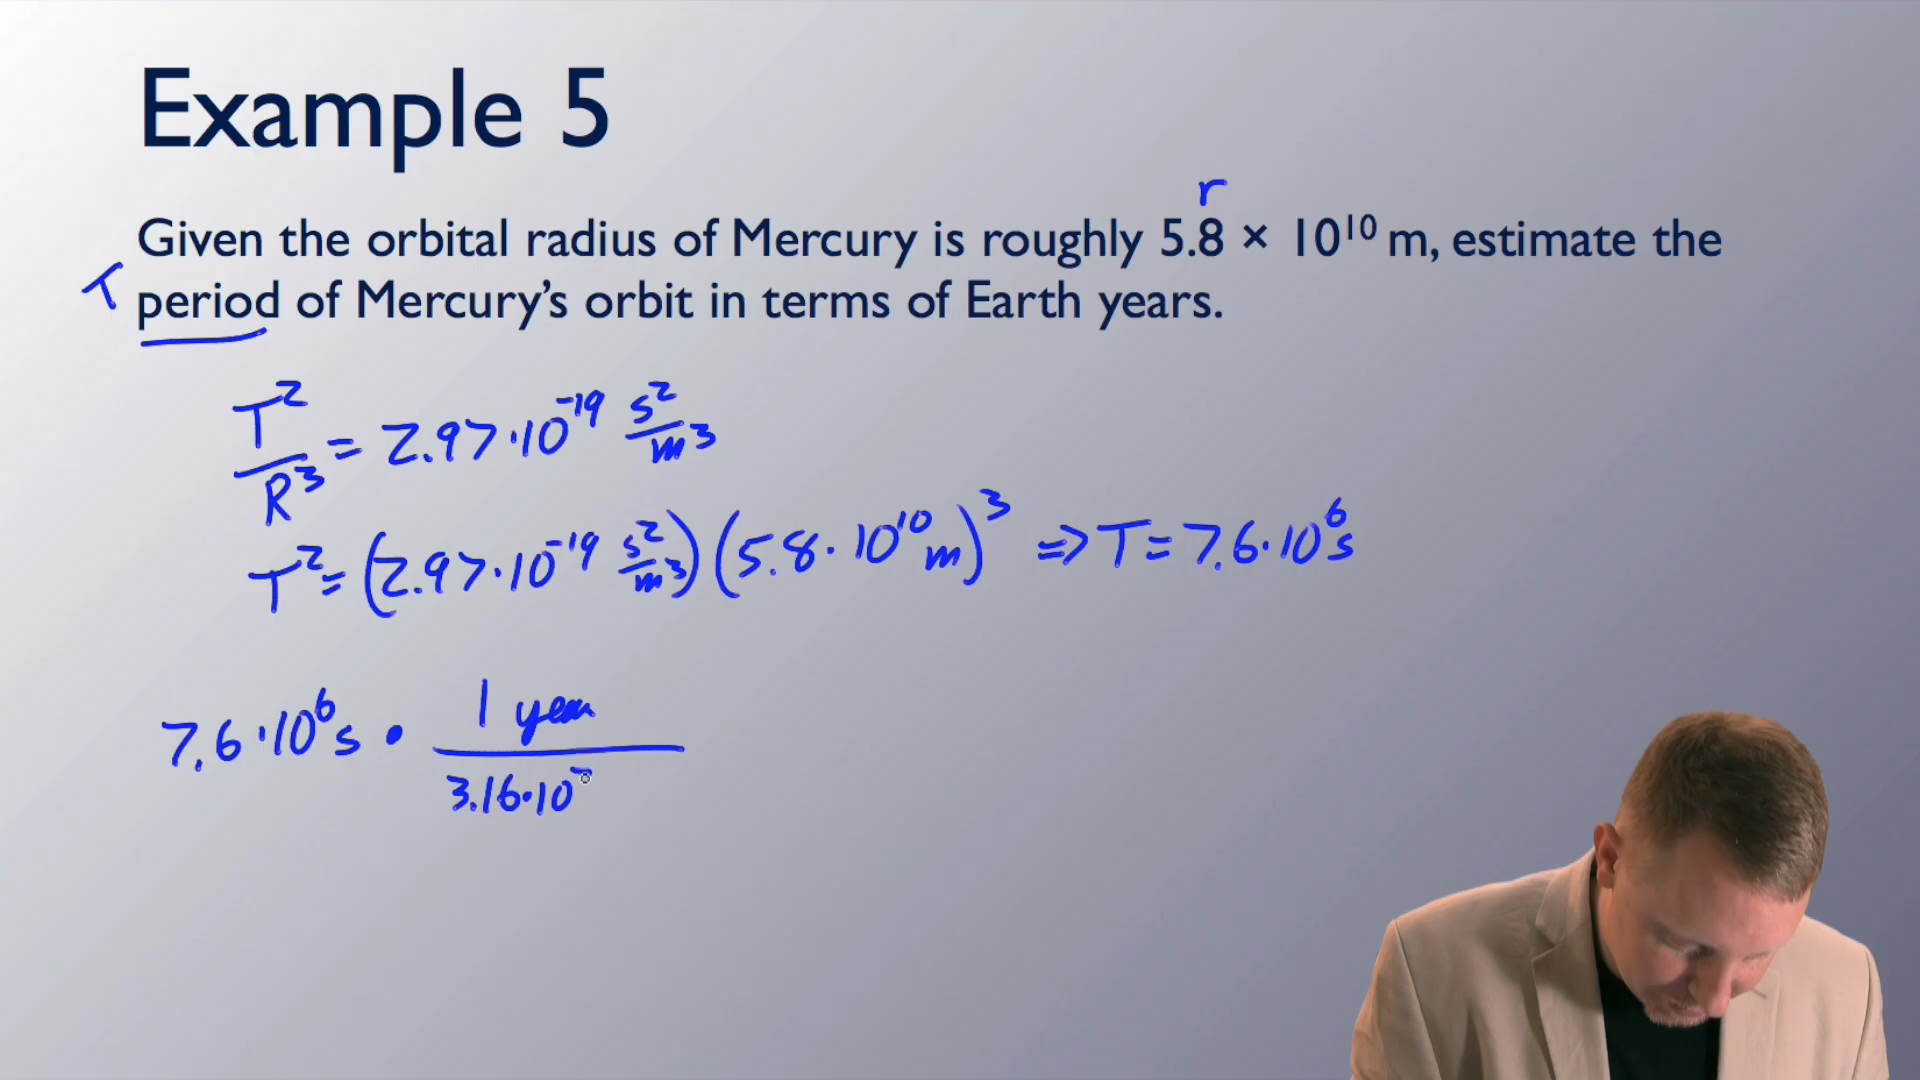 Example 5
r
Given the orbital radius of Mercury is roughly 5.8 × 10¹⁰ m, estimate the
T period of Mercury’s orbit in terms of Earth years.
T²/R³ = 2.97·10⁻¹⁹ s²/m³
T² = (2.97·10⁻¹⁹ s²/m³)(5.8·10¹⁰ m)³ ⇒ T = 7.6·10⁶ s
7.6·10⁶ s • 1 year
3.16·10